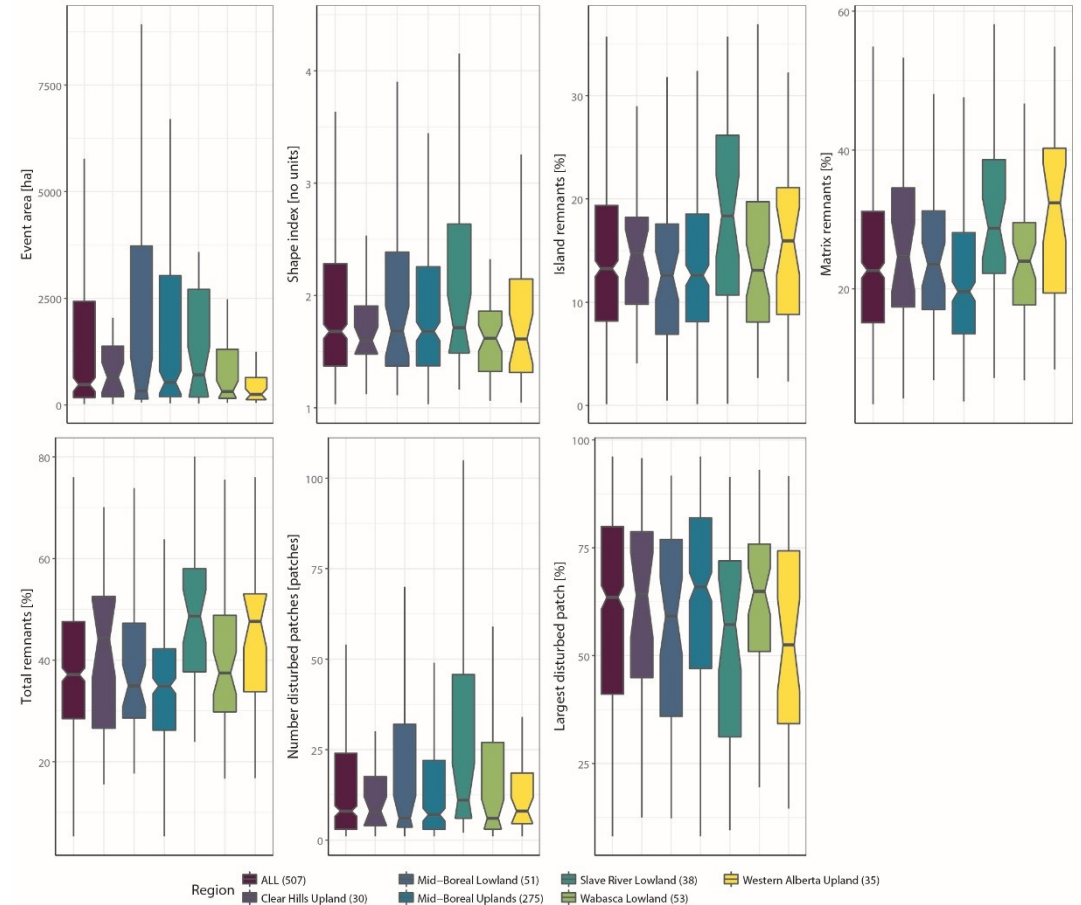 Event area [ha]
7500
5000
2500
0
Shape index [no units]
4
3
2
1
Island remnants [%]
30
20
10
0
Matrix remnants [%]
60
40
20
Total remnants [%]
80
60
40
20
Number disturbed patches [patches]
100
75
50
25
0
Largest disturbed patch [%]
100
75
50
25
Region
ALL (507)
Mid-Boreal Lowland (51)
Slave River Lowland (38)
Western Alberta Upland (35)
Clear Hills Upland (30)
Mid-Boreal Uplands (275)
Wabasca Lowland (53)